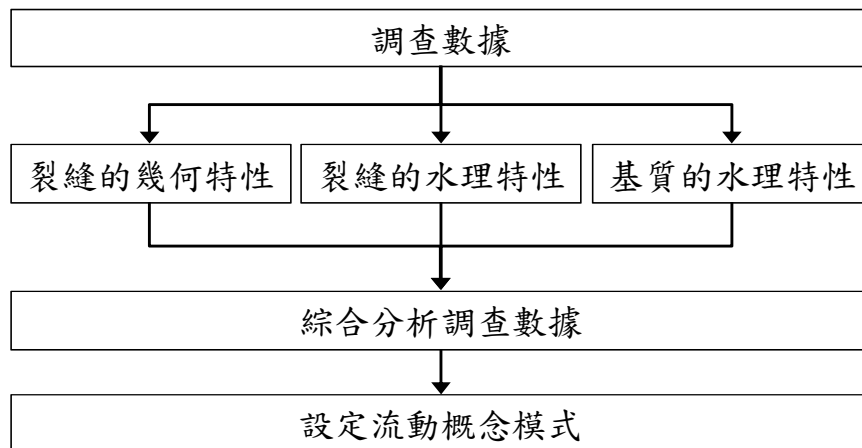 調查數據
裂縫的幾何特性
裂縫的水理特性
基質的水理特性
綜合分析調查數據
設定流動概念模式